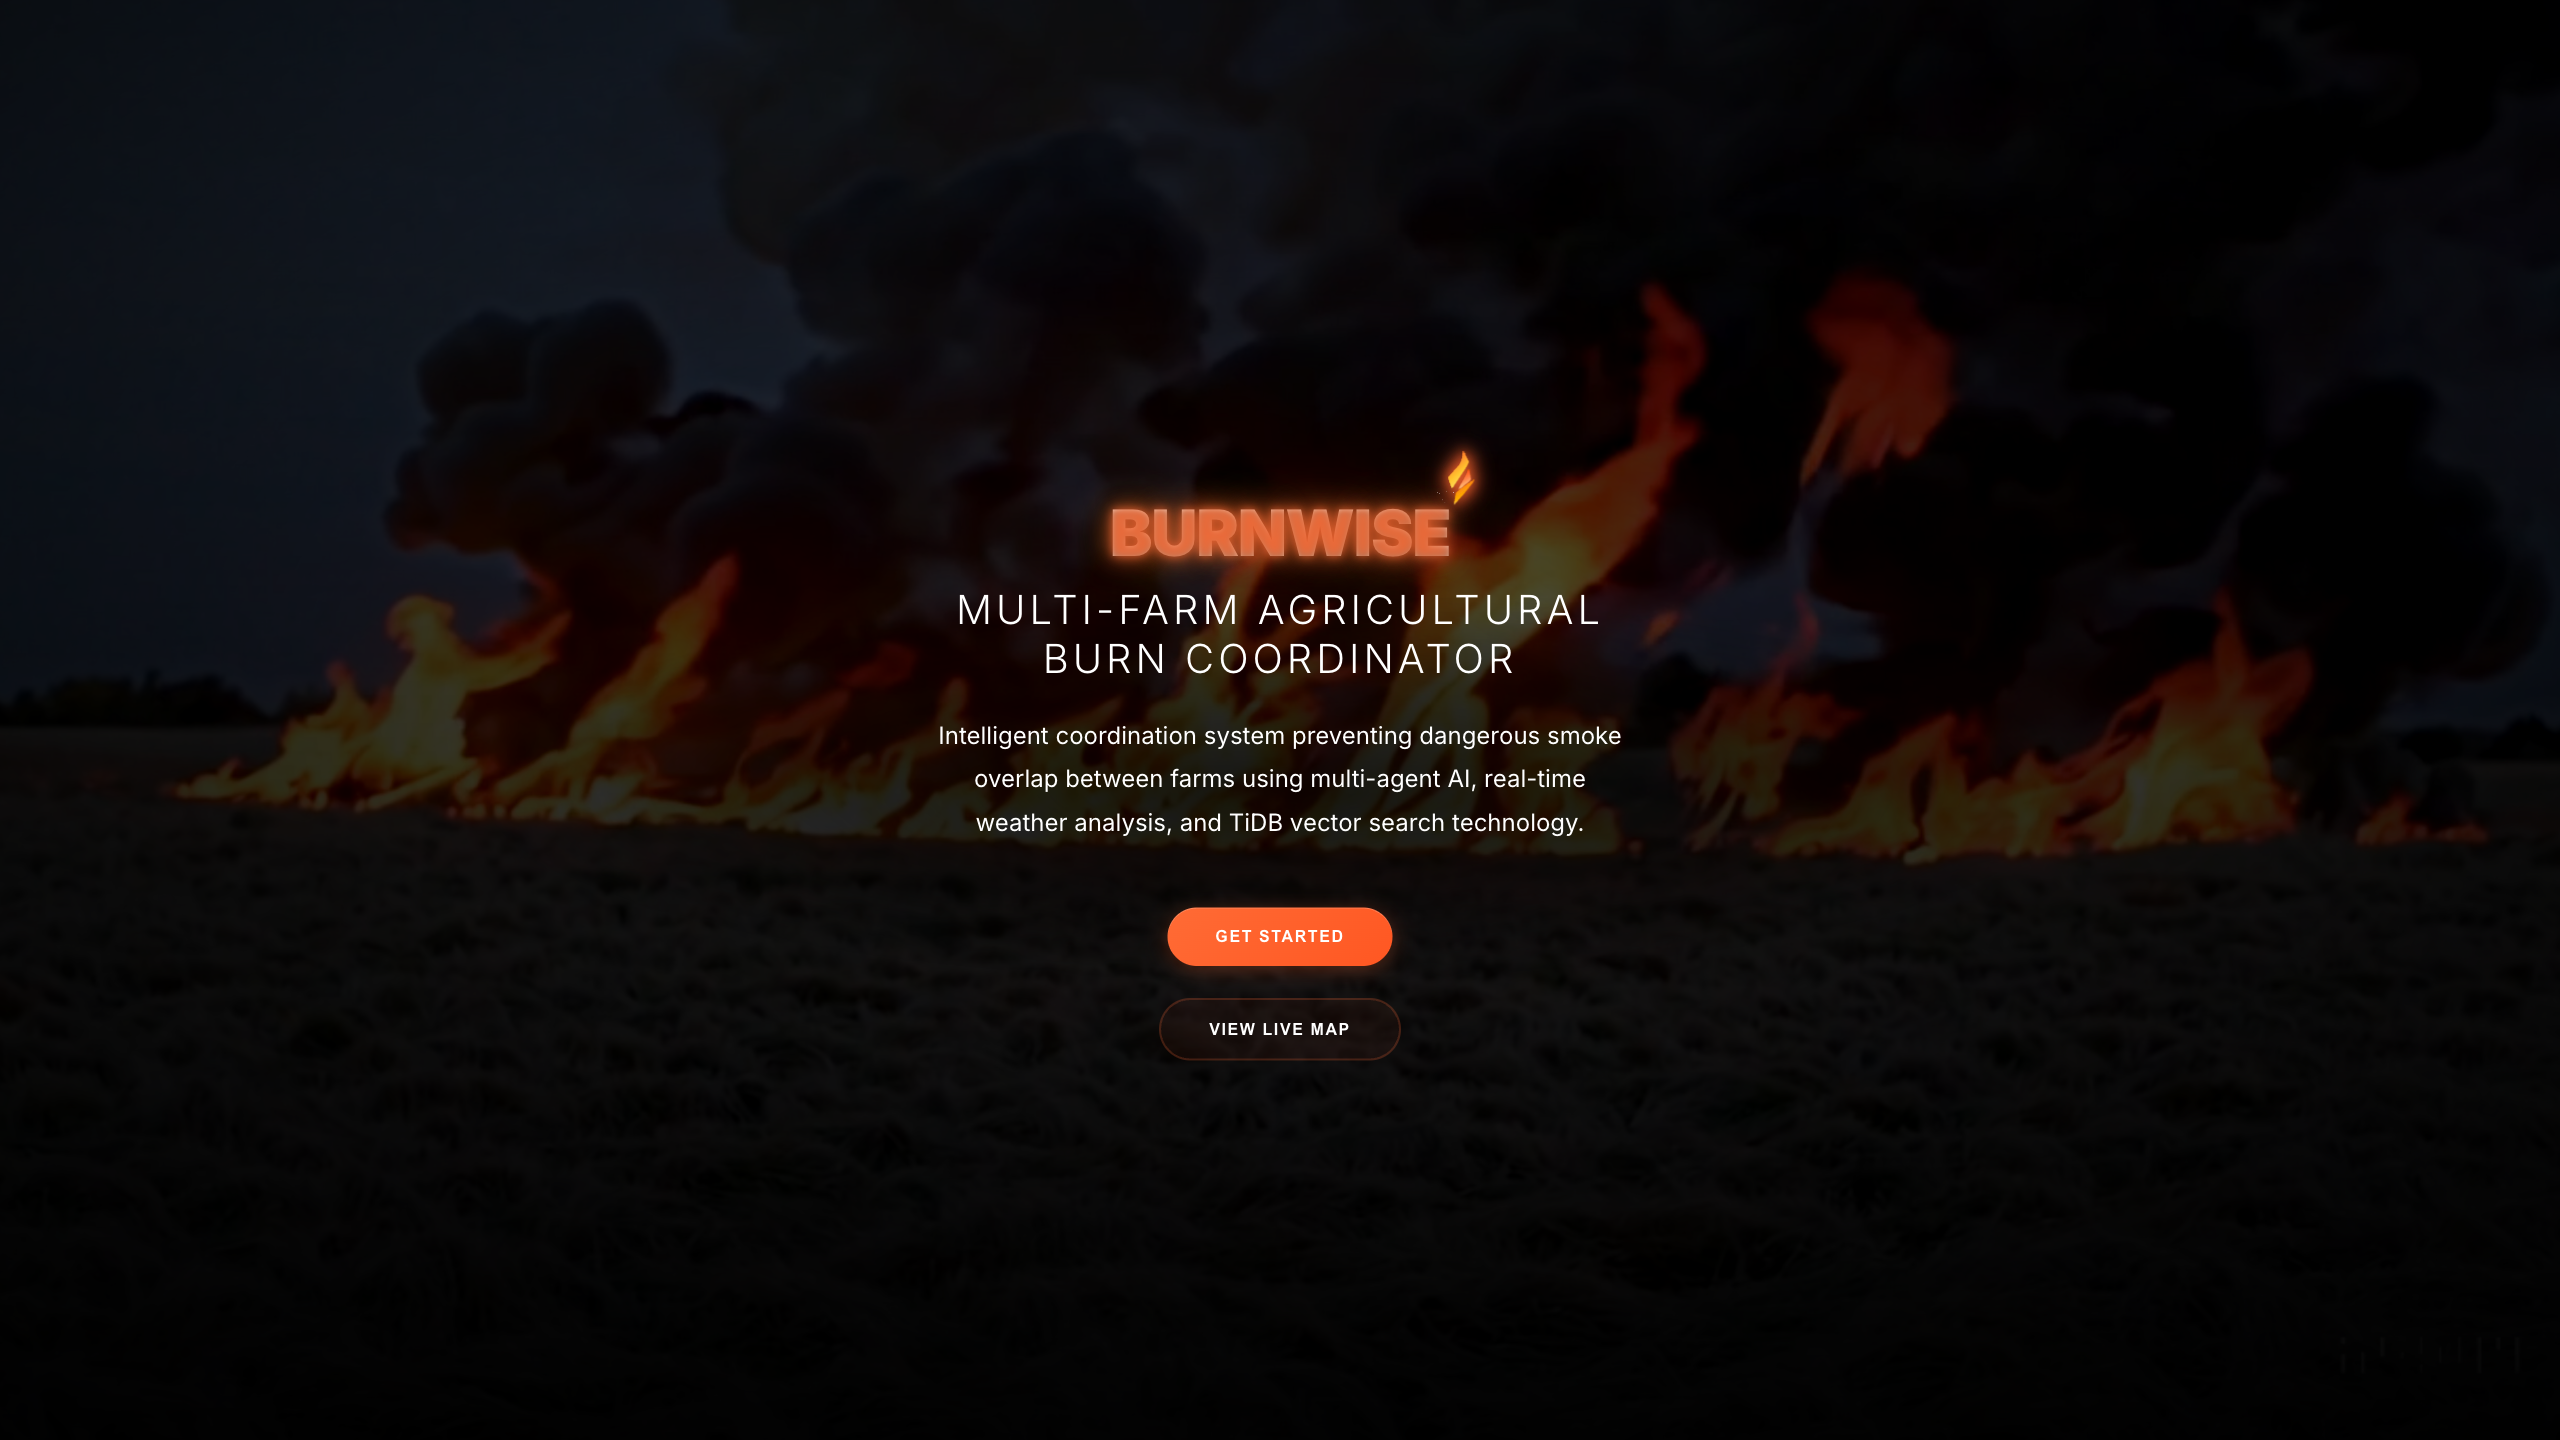 BURNWISE
MULTI-FARM AGRICULTURAL
BURN COORDINATOR
Intelligent coordination system preventing dangerous smoke
overlap between farms using multi-agent AI, real-time
weather analysis, and TiDB vector search technology.
GET STARTED
VIEW LIVE MAP